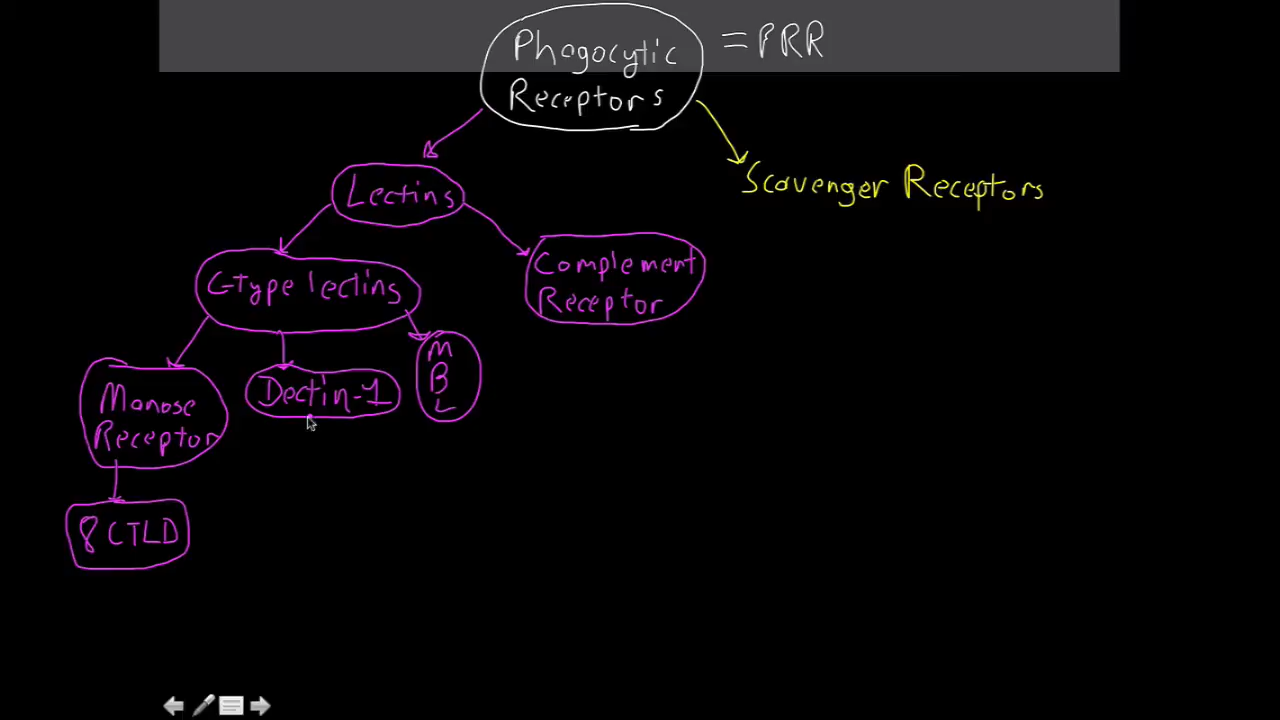 Phagocytic
Receptors
= PRR
Lectins
Scavenger Receptors
C-type lectins
Complement
Receptor
Manose
Receptor
Dectin-1
M
B
L
8 CTLD